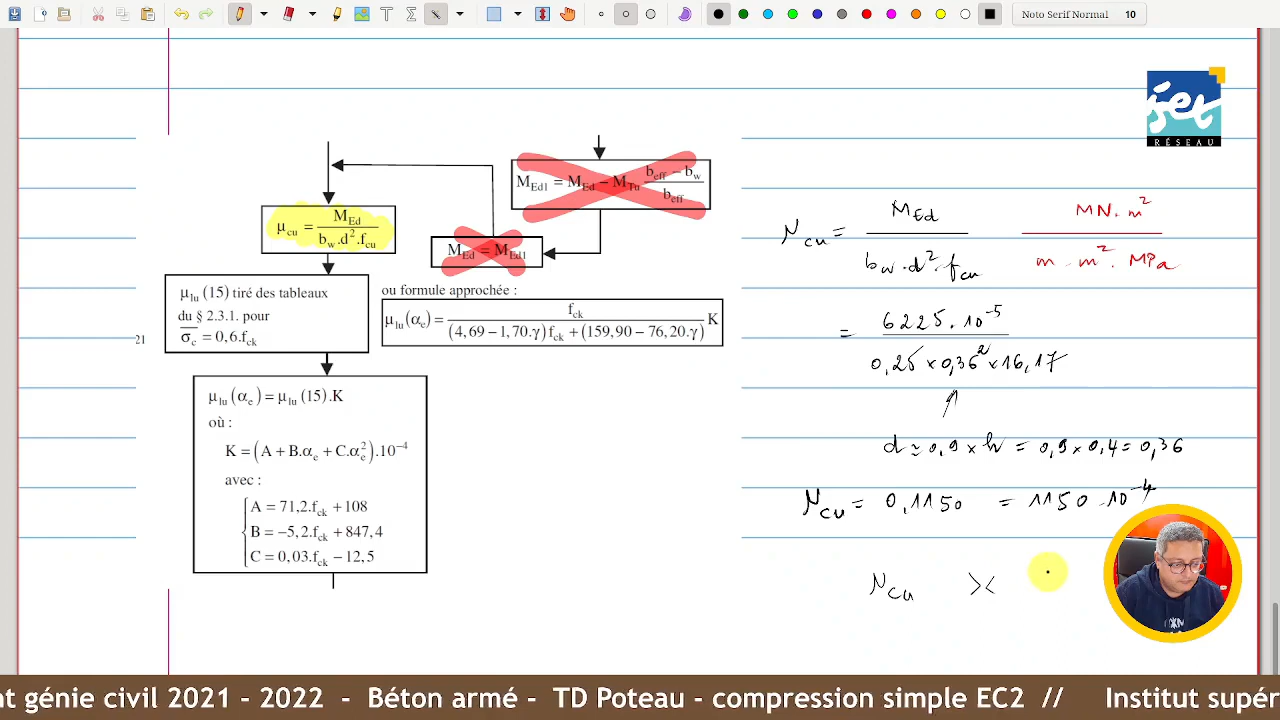 Noto Serif Normal 10
iset
RÉSEAU
M_Ed1 = M_Ed − M_Tu (b_eff − b_w) / b_eff
μ_cu = M_Ed / (b_w.d².f_cu)
M_Ed = M_Ed1
μ_lu (15) tiré des tableaux
du § 2.3.1. pour
σ_c = 0,6.f_ck
21
ou formule approchée :
μ_lu(α_e) = f_ck / ((4,69−1,70.γ)f_ck + (159,90−76,20.γ)) K
μ_lu(α_e) = μ_lu(15).K
où :
K = (A + B.α_e + C.α_e²).10⁻⁴
avec :
A = 71,2.f_ck + 108
B = −5,2.f_ck + 847,4
C = 0,03.f_ck − 12,5
μ_cu = M_Ed / (b_w . d² . f_cu)
MN. m² / m . m² . MPa
= 6225. 10⁻⁵ / 0,25 × 0,36² × 16,17
d ≃ 0,9 × h = 0,9 × 0,4 = 0,36
μ_cu = 0,1150 = 1150 . 10⁻⁴
μ_cu ><
nt génie civil 2021 - 2022 - Béton armé - TD Poteau - compression simple EC2 // Institut supér